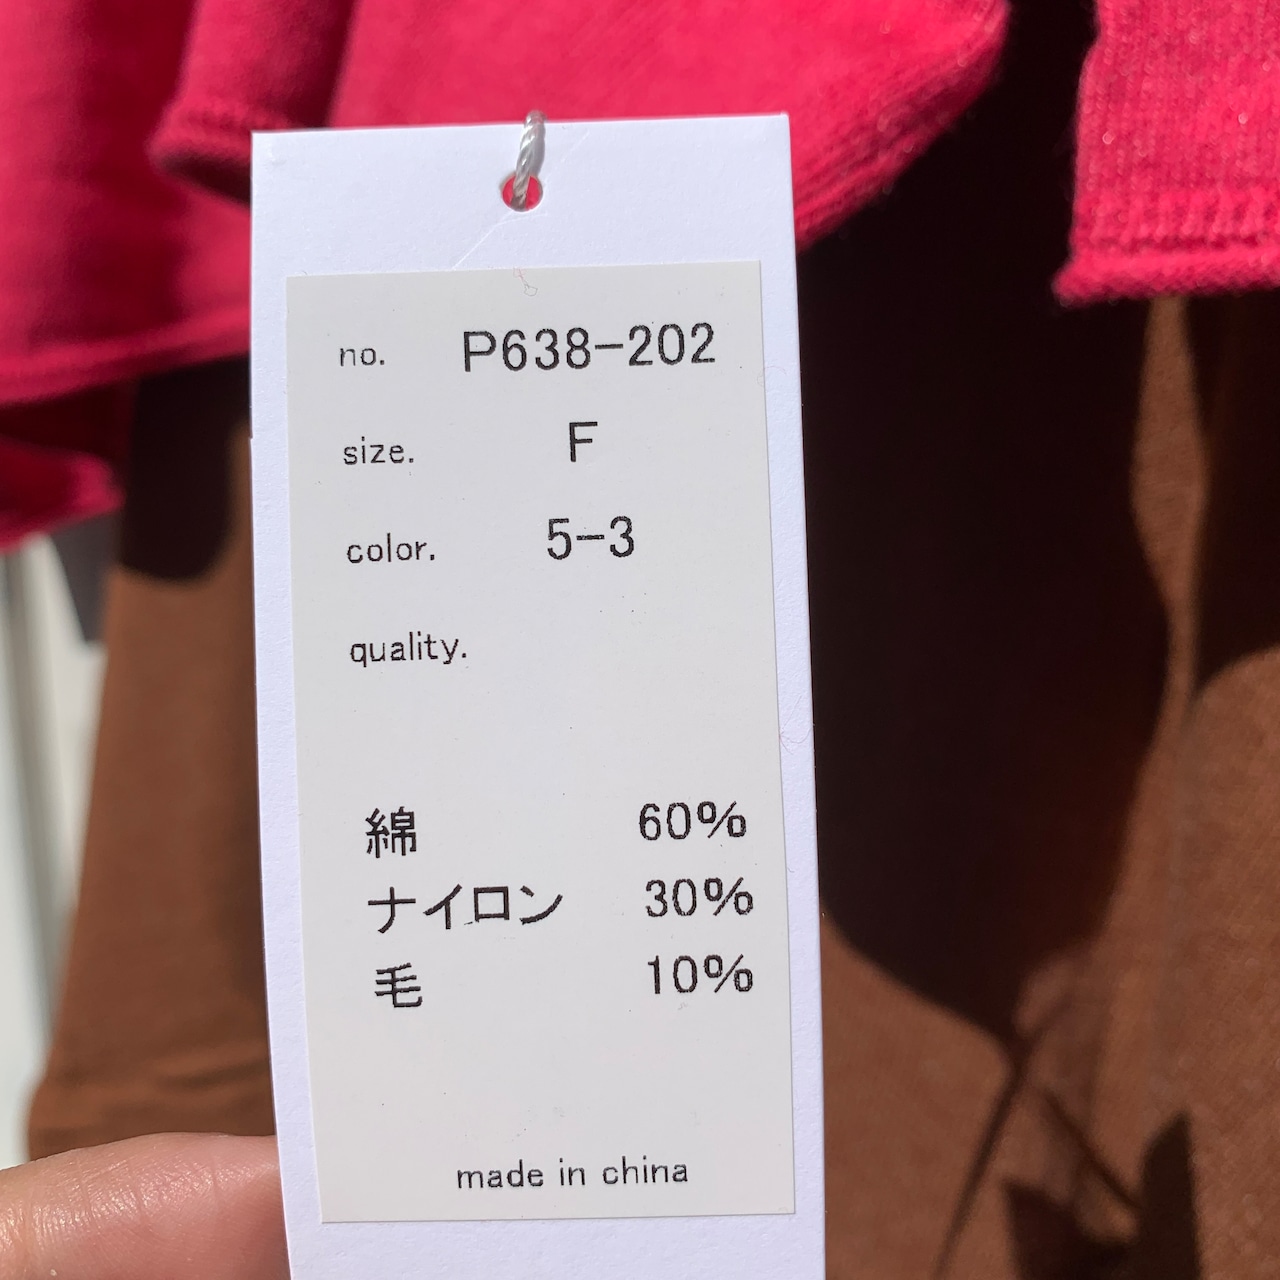 no. P638-202
size. F
color. 5-3
quality.
綿 60%
ナイロン 30%
毛 10%
made in china